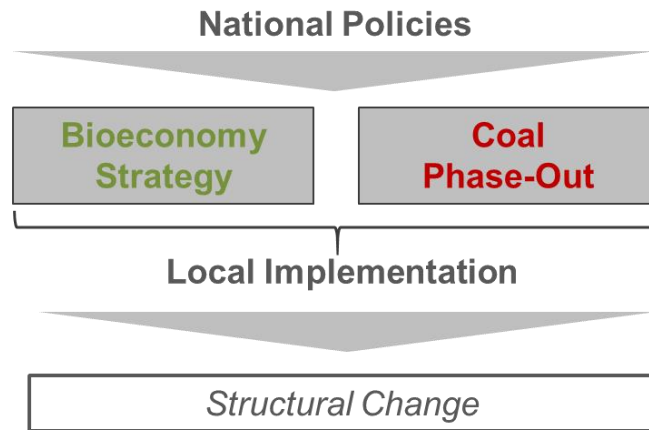 National Policies
Bioeconomy
Strategy
Coal
Phase-Out
Local Implementation
Structural Change